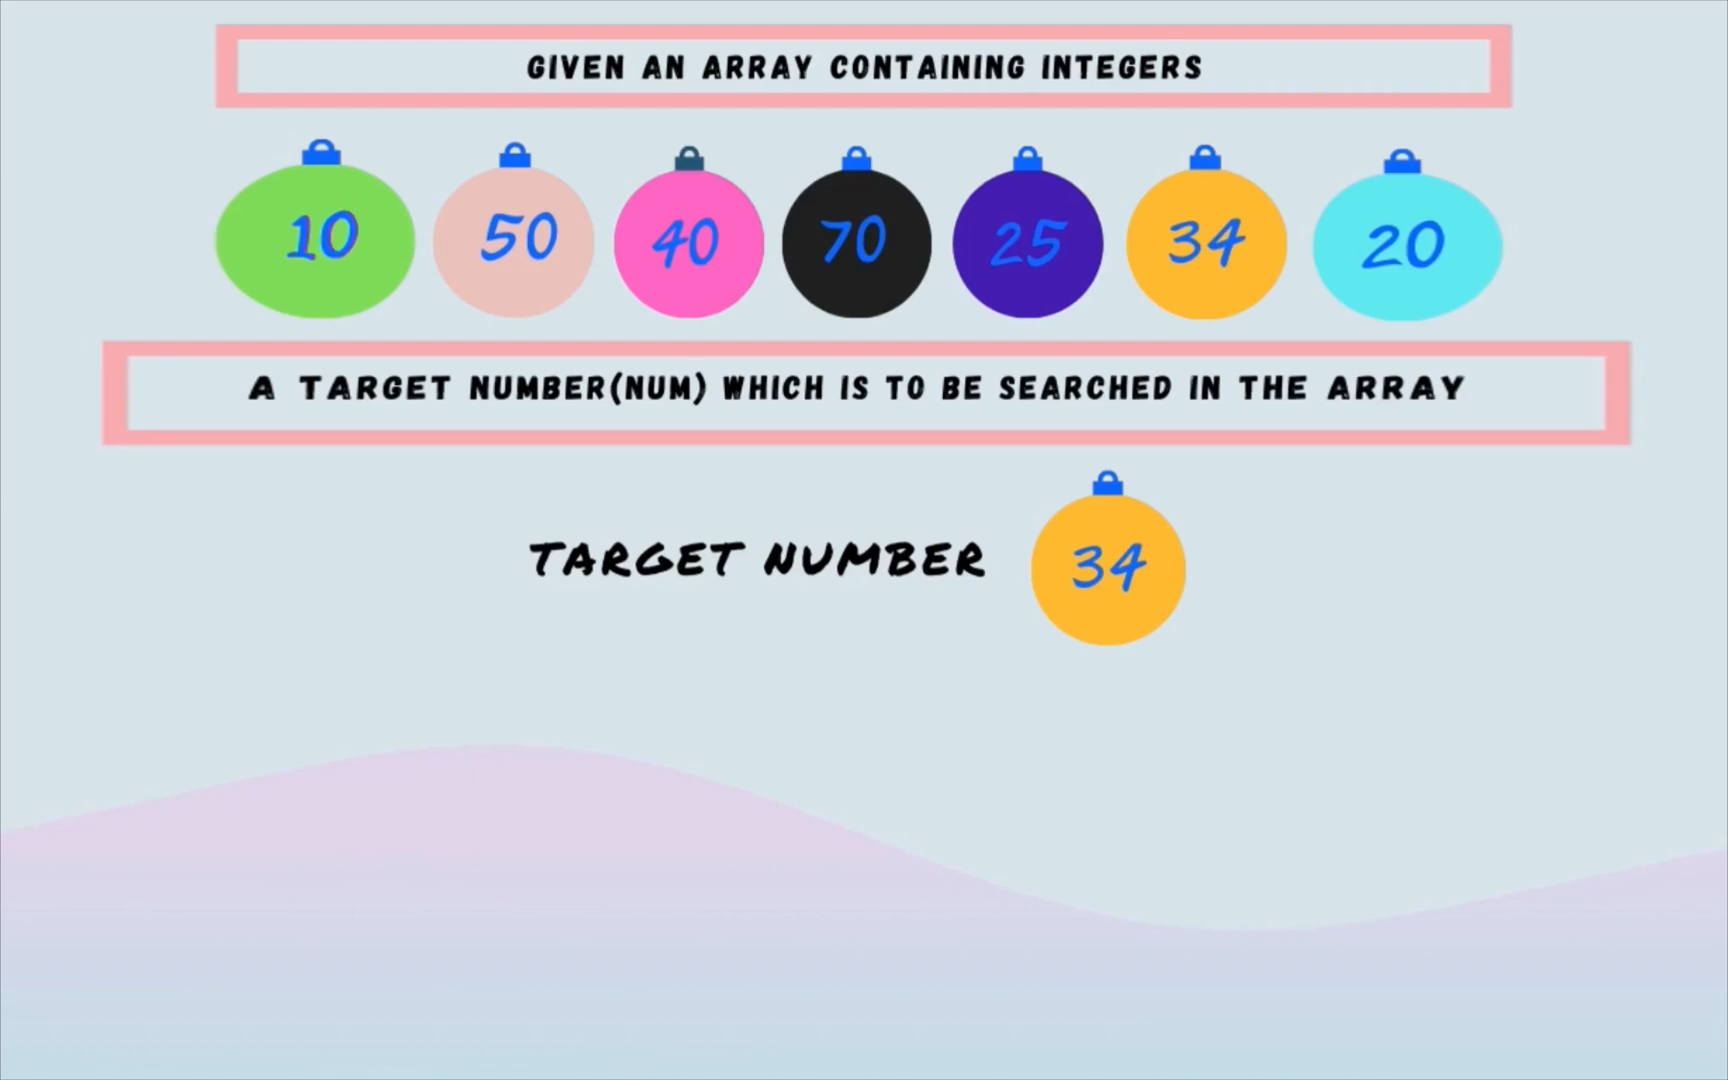 GIVEN AN ARRAY CONTAINING INTEGERS
10 50 40 70 25 34 20
A TARGET NUMBER(NUM) WHICH IS TO BE SEARCHED IN THE ARRAY
TARGET NUMBER 34